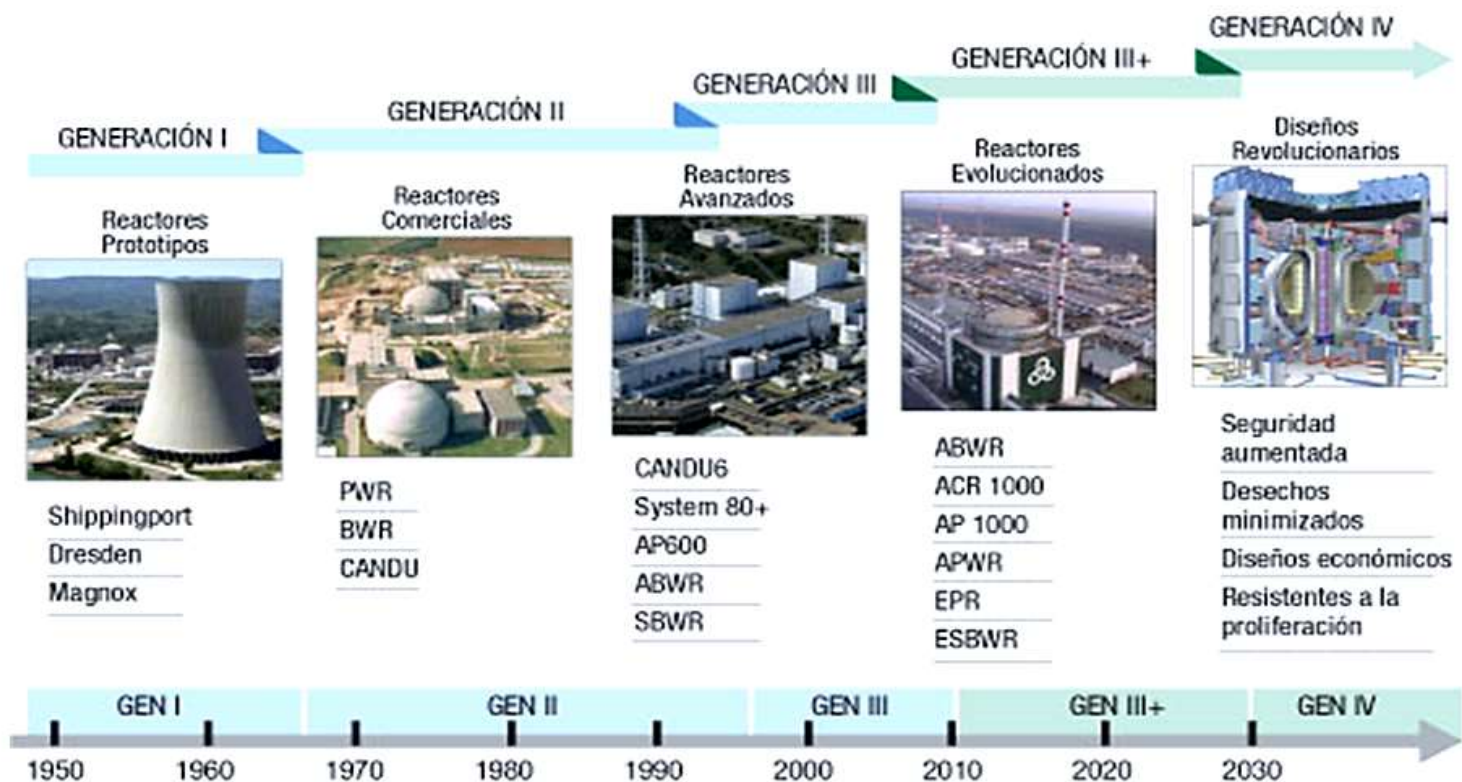 GENERACIÓN I
GENERACIÓN II
GENERACIÓN III
GENERACIÓN III+
GENERACIÓN IV
Reactores
Prototipos
Shippingport
Dresden
Magnox
Reactores
Comerciales
PWR
BWR
CANDU
Reactores
Avanzados
CANDU6
System 80+
AP600
ABWR
SBWR
Reactores
Evolucionados
ABWR
ACR 1000
AP 1000
APWR
EPR
ESBWR
Diseños
Revolucionarios
Seguridad
aumentada
Desechos
minimizados
Diseños económicos
Resistentes a la
proliferación
GEN I
GEN II
GEN III
GEN III+
GEN IV
1950
1960
1970
1980
1990
2000
2010
2020
2030